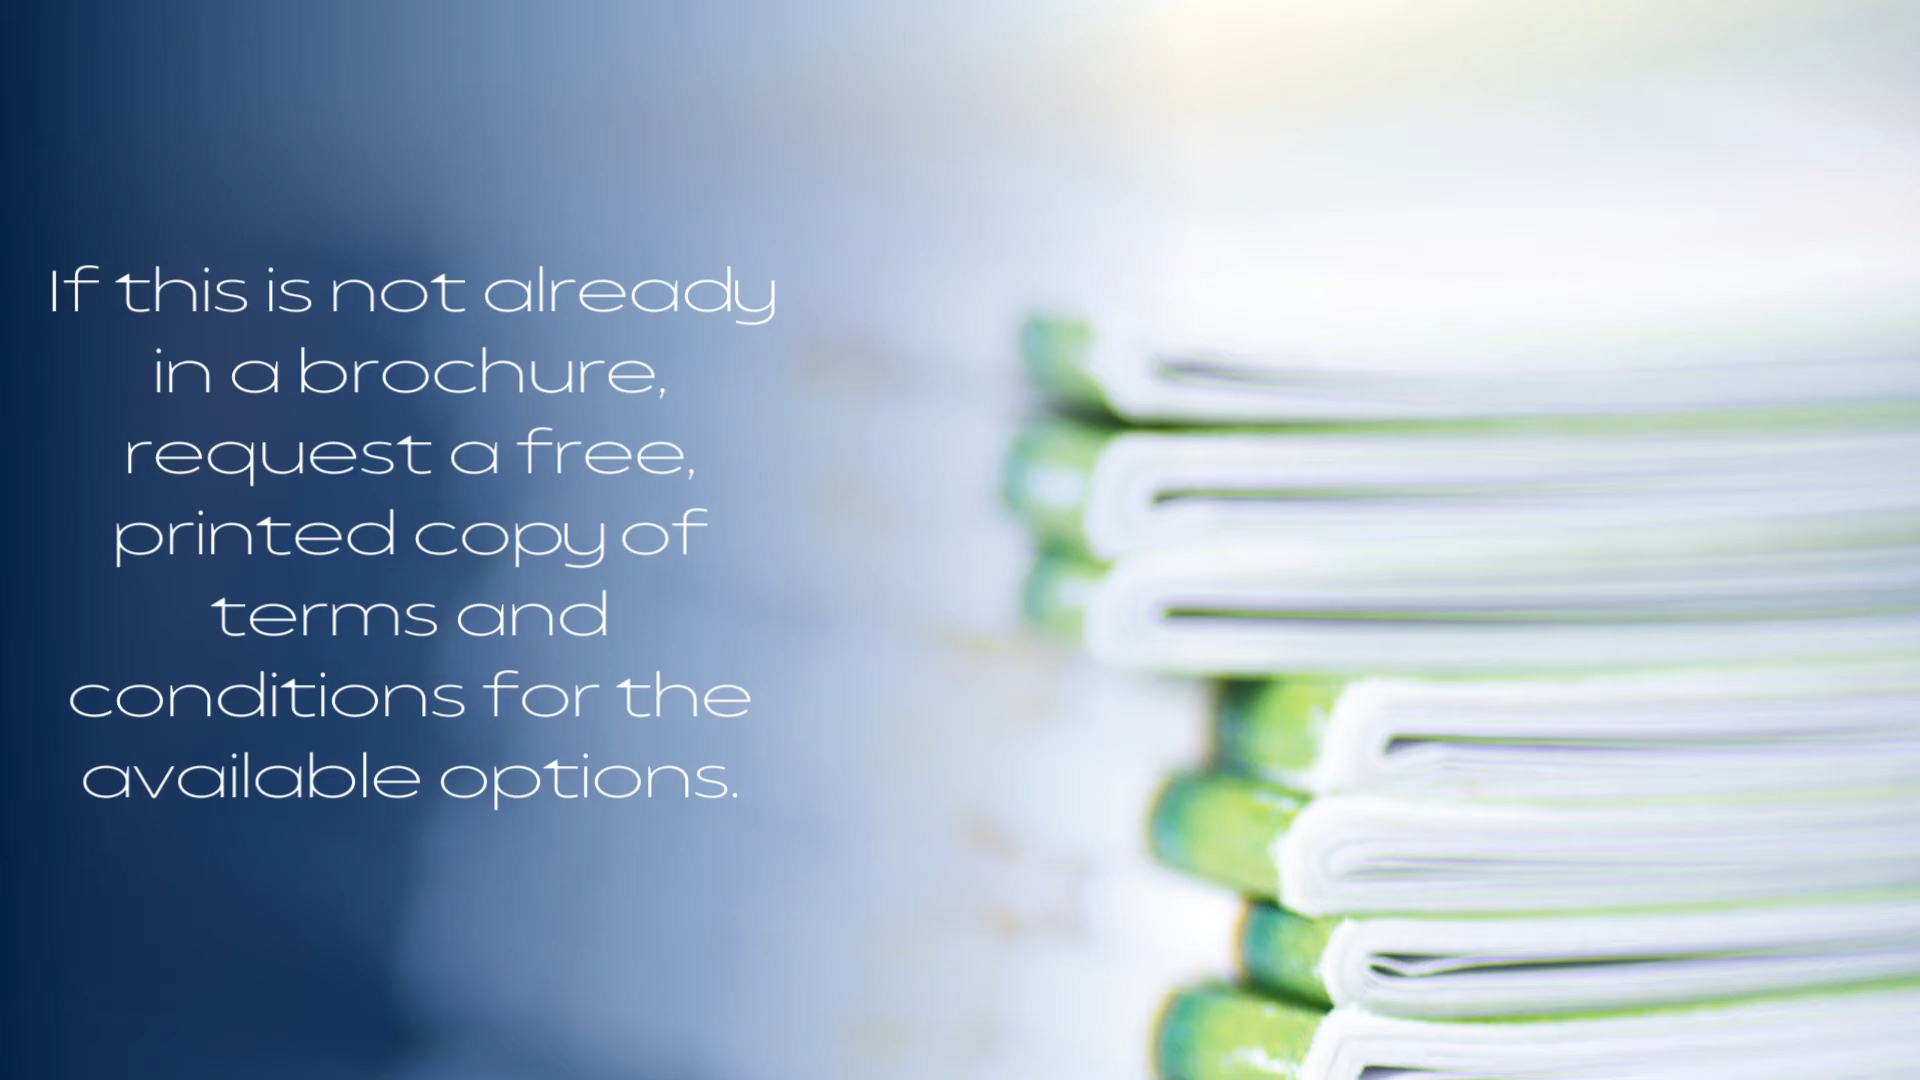 If this is not already
in a brochure,
request a free,
printed copy of
terms and
conditions for the
available options.